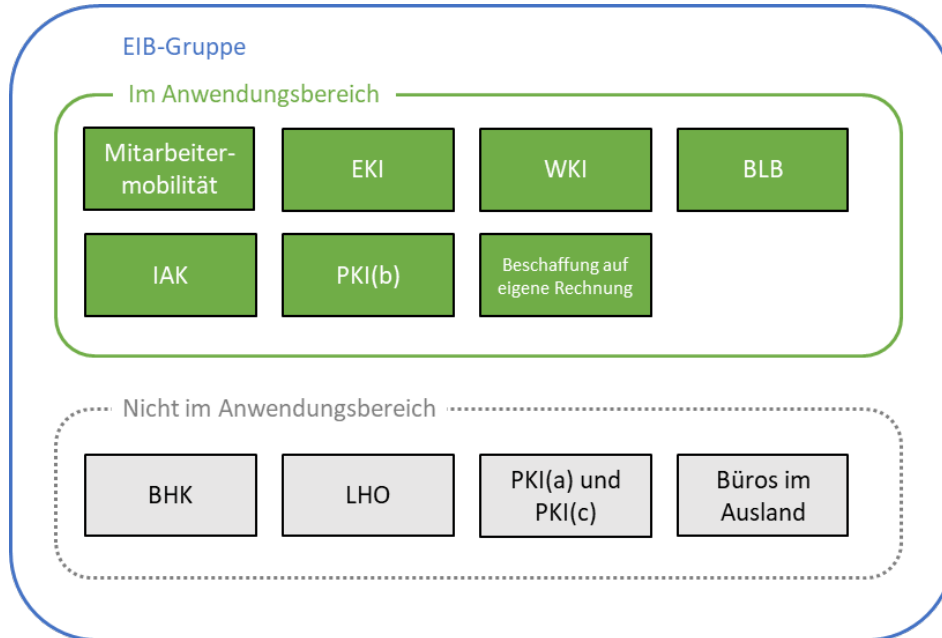 EIB-Gruppe
Im Anwendungsbereich
Mitarbeiter-
mobilität
EKI
WKI
BLB
IAK
PKI(b)
Beschaffung auf
eigene Rechnung
Nicht im Anwendungsbereich
BHK
LHO
PKI(a) und
PKI(c)
Büros im
Ausland